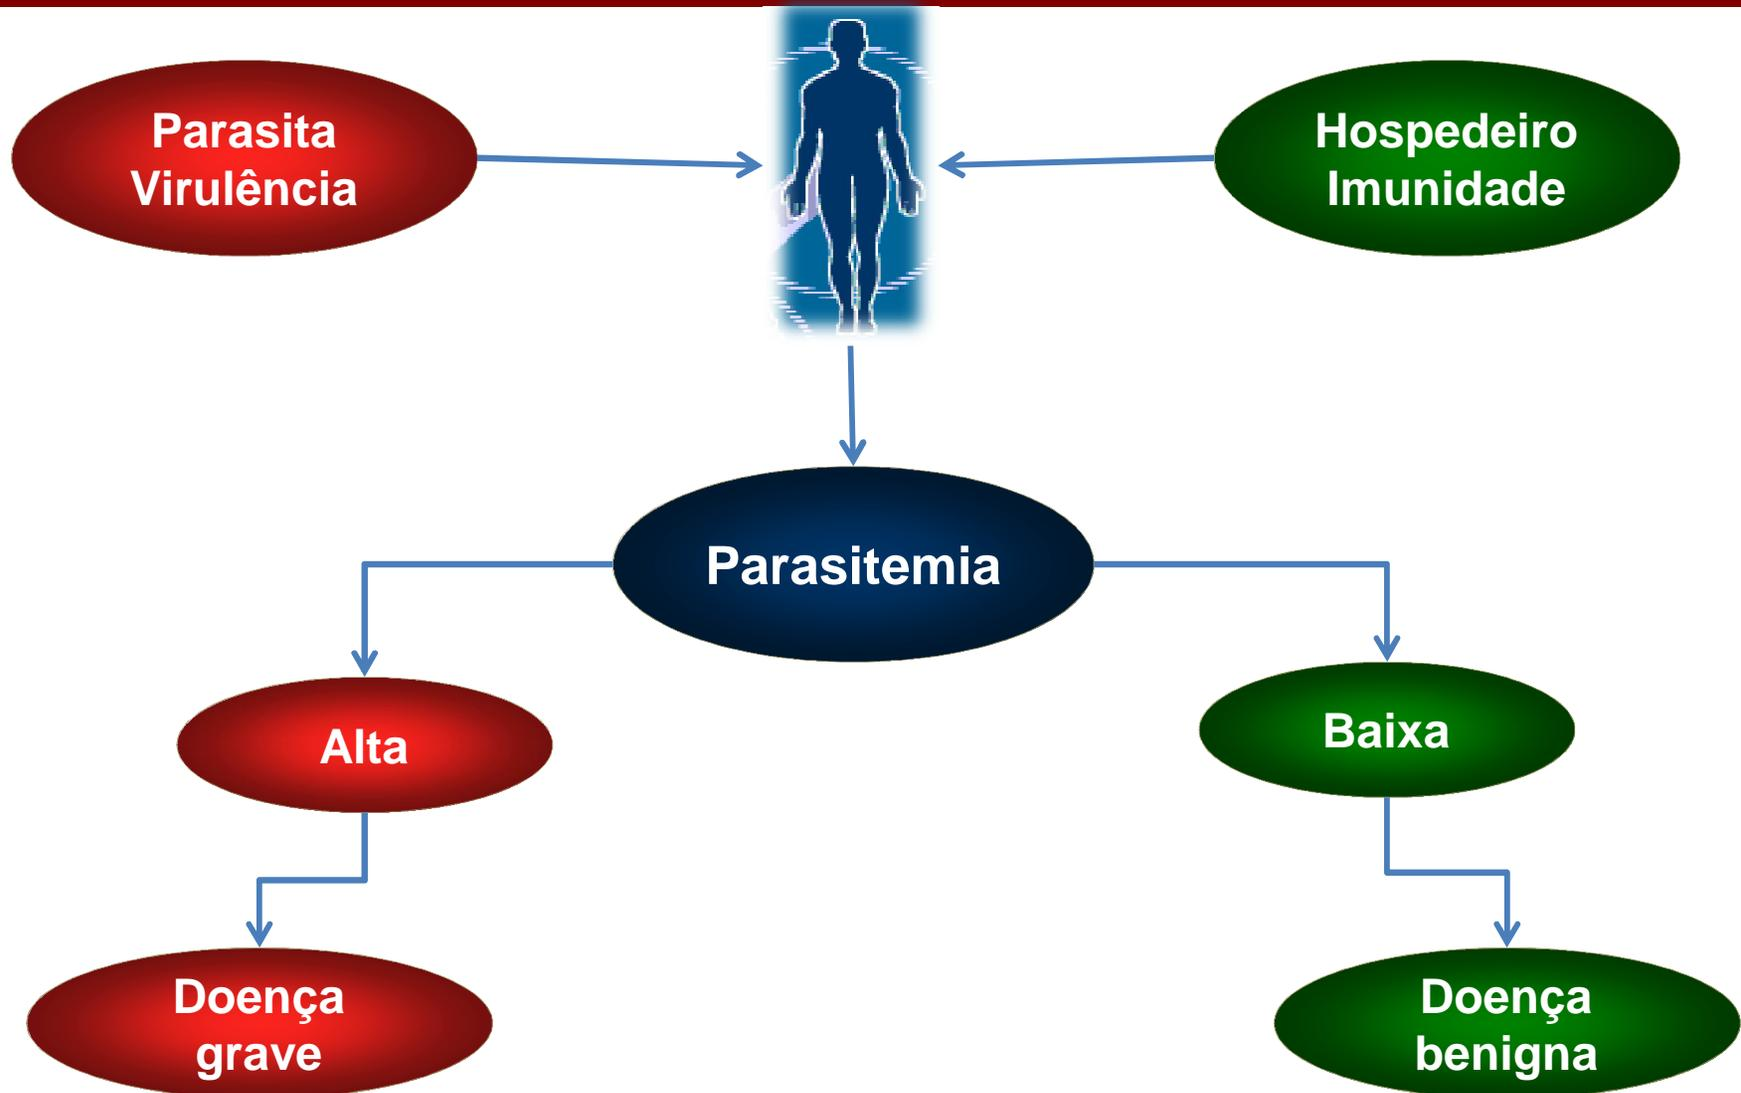 Parasita
Virulência
Hospedeiro
Imunidade
Parasitemia
Alta
Baixa
Doença
grave
Doença
benigna